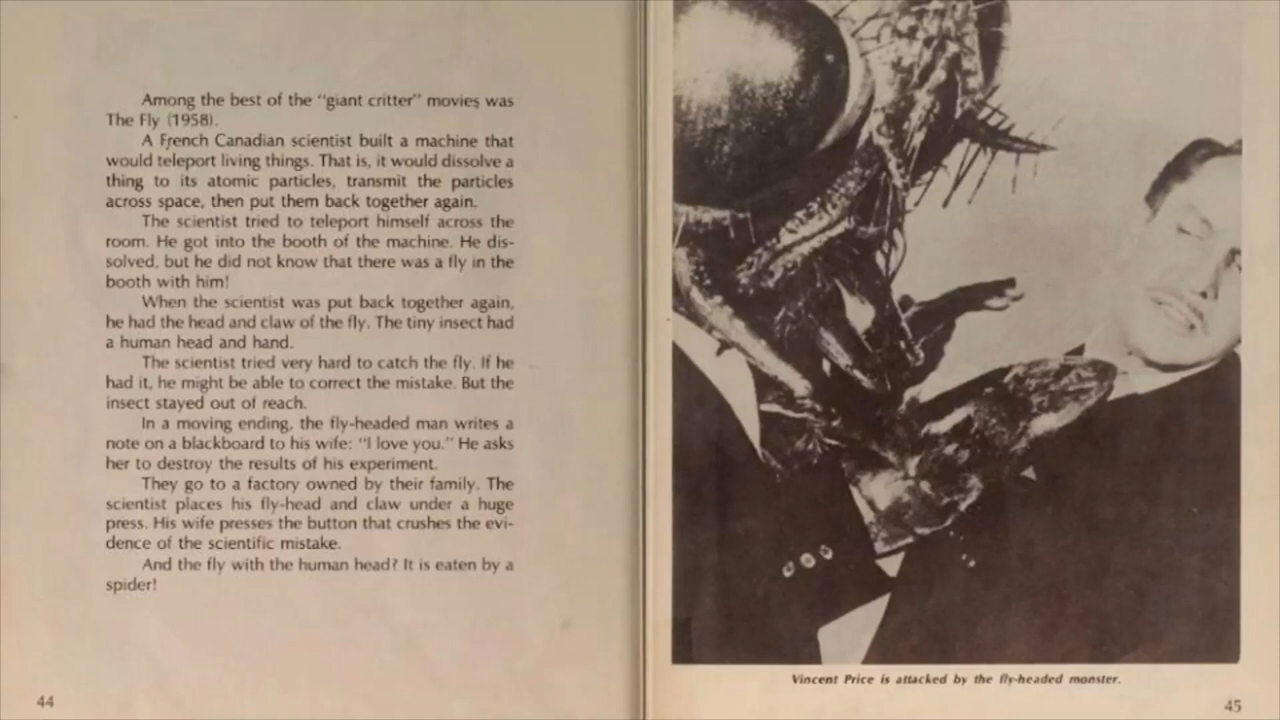 Among the best of the "giant critter" movies was
The Fly (1958).
A French Canadian scientist built a machine that
would teleport living things. That is, it would dissolve a
thing to its atomic particles, transmit the particles
across space, then put them back together again.
The scientist tried to teleport himself across the
room. He got into the booth of the machine. He dis-
solved, but he did not know that there was a fly in the
booth with him!
When the scientist was put back together again,
he had the head and claw of the fly. The tiny insect had
a human head and hand.
The scientist tried very hard to catch the fly. If he
had it, he might be able to correct the mistake. But the
insect stayed out of reach.
In a moving ending, the fly-headed man writes a
note on a blackboard to his wife: "I love you." He asks
her to destroy the results of his experiment.
They go to a factory owned by their family. The
scientist places his fly-head and claw under a huge
press. His wife presses the button that crushes the evi-
dence of the scientific mistake.
And the fly with the human head? It is eaten by a
spider!
44
Vincent Price is attacked by the fly-headed monster.
45